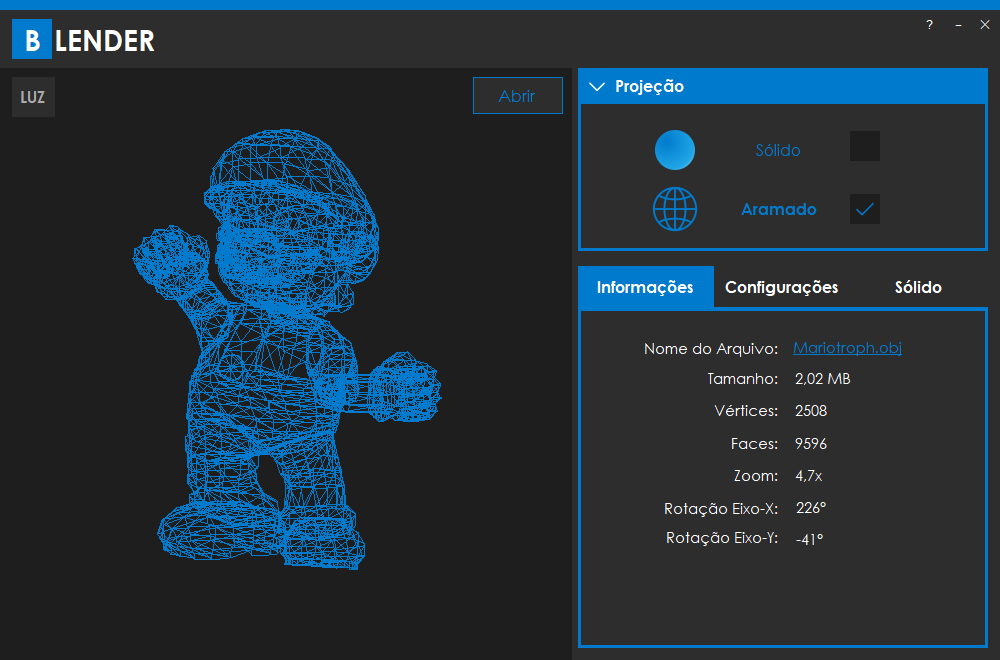 ? – ×
B LENDER
LUZ
Abrir
Projeção
Sólido
Aramado
Informações Configurações Sólido
Nome do Arquivo: Mariotroph.obj
Tamanho: 2,02 MB
Vértices: 2508
Faces: 9596
Zoom: 4,7x
Rotação Eixo-X: 226°
Rotação Eixo-Y: -41°